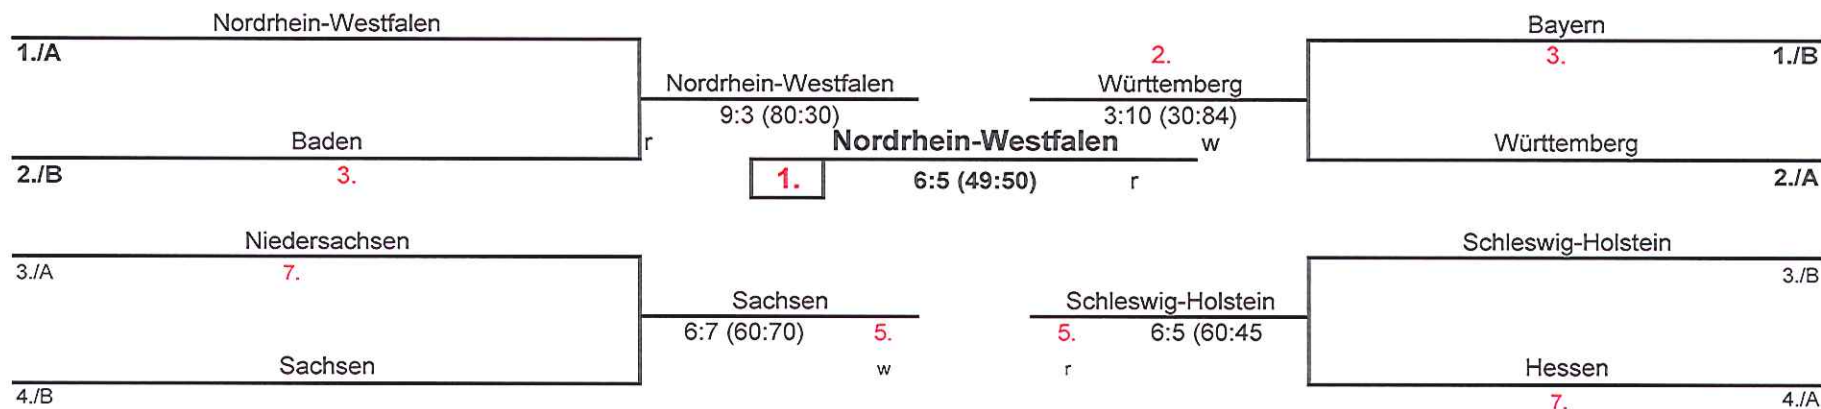 Nordrhein-Westfalen
Bayern
1./A
2.
3.
1./B
Nordrhein-Westfalen
Württemberg
9:3 (80:30)
3:10 (30:84)
Baden
r
Nordrhein-Westfalen
w
Württemberg
2./B
3.
1.
6:5 (49:50)
r
2./A
Niedersachsen
Schleswig-Holstein
3./A
7.
3./B
Sachsen
Schleswig-Holstein
6:7 (60:70)
5.
5.
6:5 (60:45
Sachsen
w
r
Hessen
4./B
7.
4./A